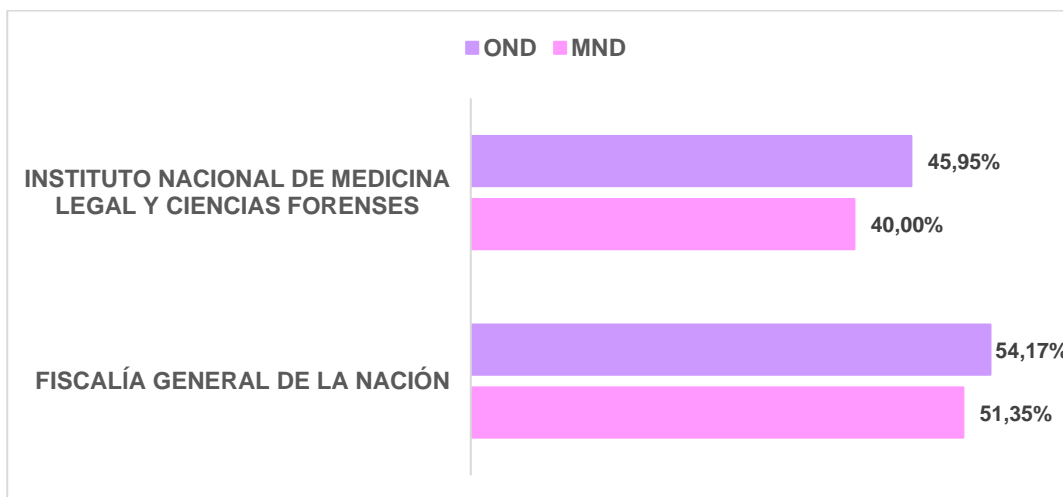 OND MND
INSTITUTO NACIONAL DE MEDICINA
LEGAL Y CIENCIAS FORENSES
45,95%
40,00%
FISCALÍA GENERAL DE LA NACIÓN
54,17%
51,35%